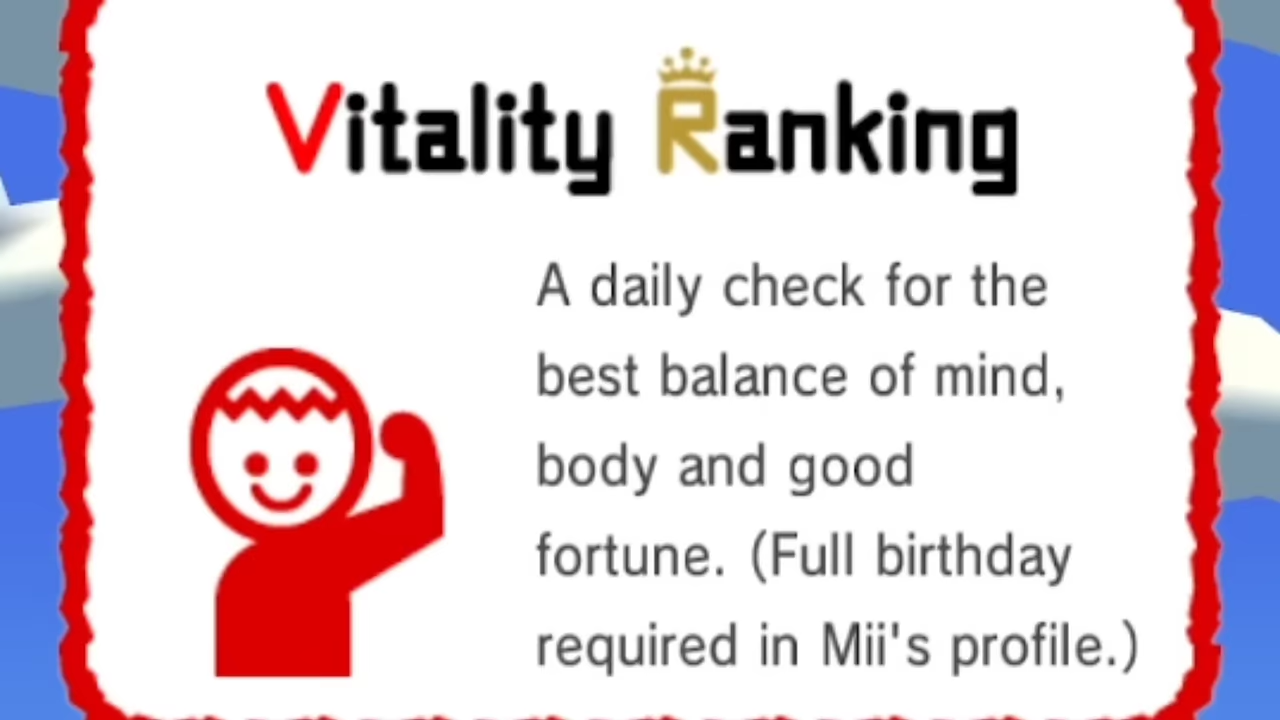 Vitality Ranking
A daily check for the
best balance of mind,
body and good
fortune. (Full birthday
required in Mii's profile.)